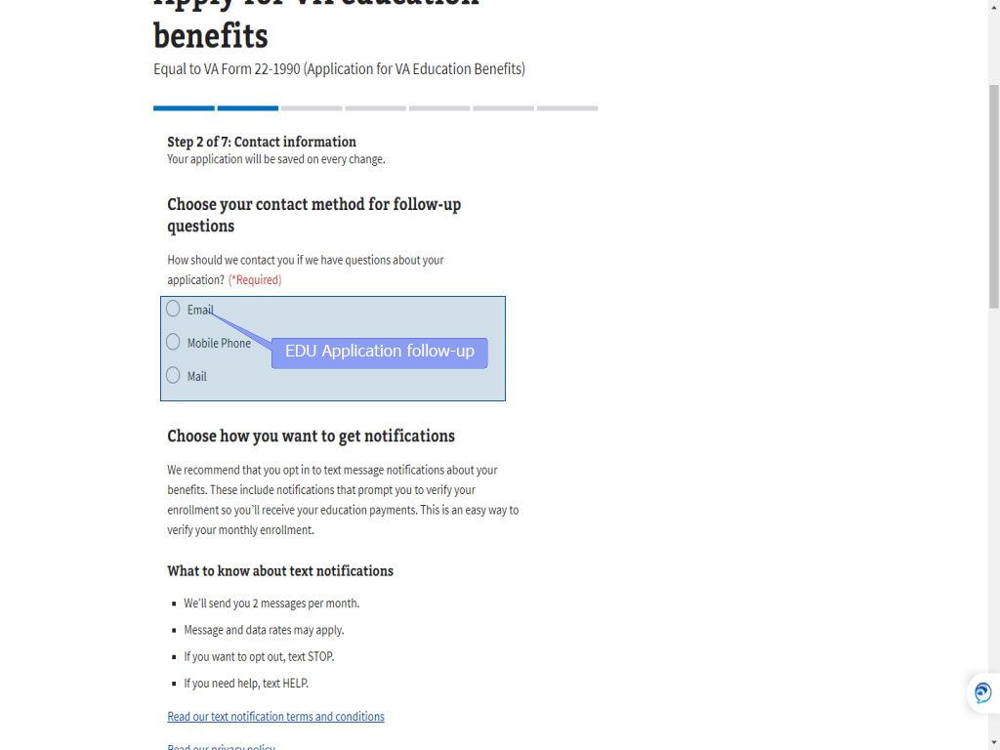 Apply for VA education
benefits
Equal to VA Form 22-1990 (Application for VA Education Benefits)
Step 2 of 7: Contact information
Your application will be saved on every change.
Choose your contact method for follow-up
questions
How should we contact you if we have questions about your
application? (*Required)
Email
Mobile Phone
EDU Application follow-up
Mail
Choose how you want to get notifications
We recommend that you opt in to text message notifications about your
benefits. These include notifications that prompt you to verify your
enrollment so you’ll receive your education payments. This is an easy way to
verify your monthly enrollment.
What to know about text notifications
We’ll send you 2 messages per month.
Message and data rates may apply.
If you want to opt out, text STOP.
If you need help, text HELP.
Read our text notification terms and conditions
Read our privacy policy